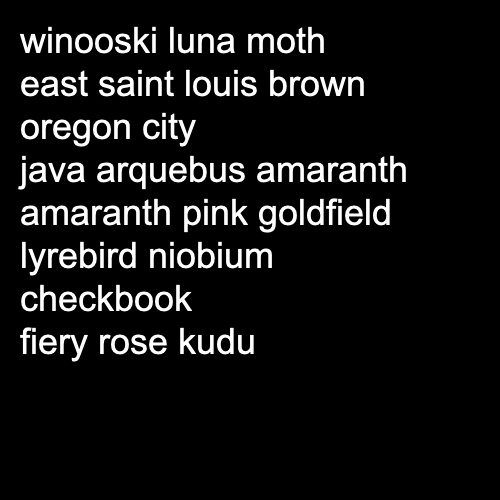 winooski luna moth
east saint louis brown
oregon city
java arquebus amaranth
amaranth pink goldfield
lyrebird niobium
checkbook
fiery rose kudu